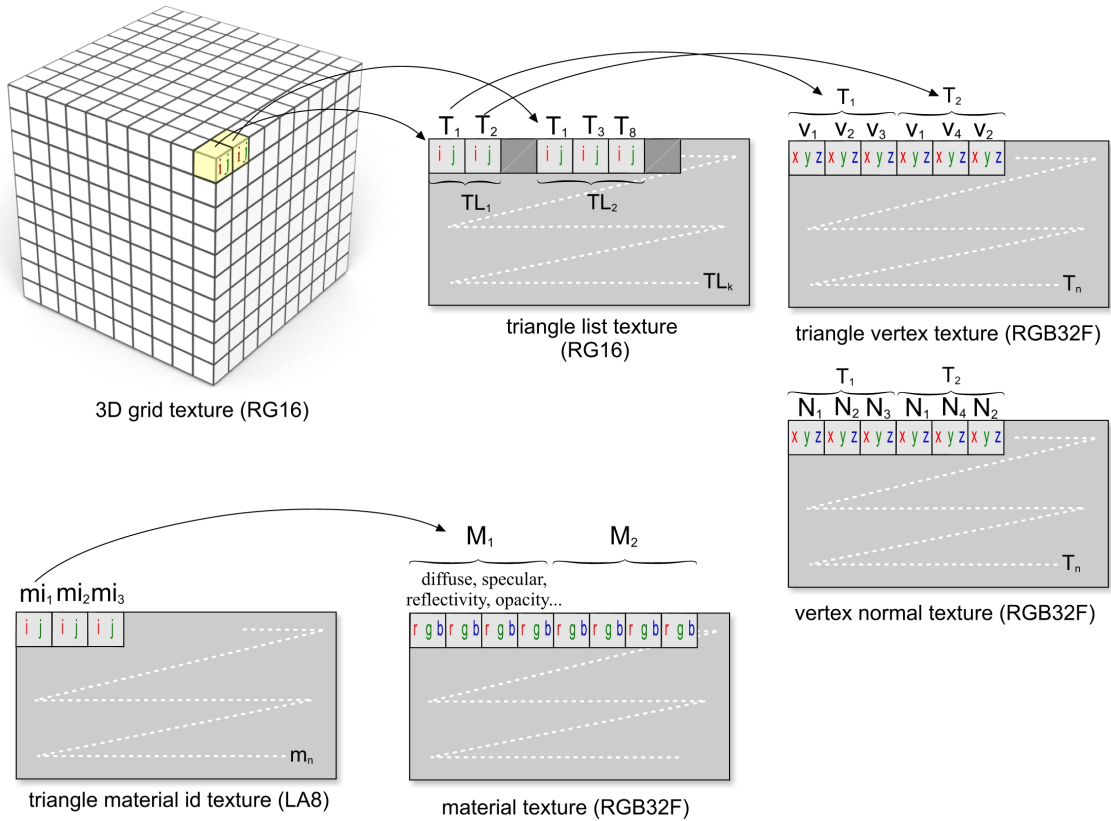 i j i j
3D grid texture (RG16)
T₁ T₂ T₁ T₃ T₈
i j i j i j i j i j
TL₁ TL₂
TLₖ
triangle list texture
(RG16)
T₁ T₂
v₁ v₂ v₃ v₁ v₄ v₂
x y z x y z x y z x y z x y z x y z
Tₙ
triangle vertex texture (RGB32F)
T₁ T₂
N₁ N₂ N₃ N₁ N₄ N₂
x y z x y z x y z x y z x y z x y z
Tₙ
vertex normal texture (RGB32F)
mi₁ mi₂ mi₃
i j i j i j
mₙ
triangle material id texture (LA8)
M₁ M₂
diffuse, specular,
reflectivity, opacity...
r g b r g b r g b r g b r g b r g b r g b r g b
material texture (RGB32F)